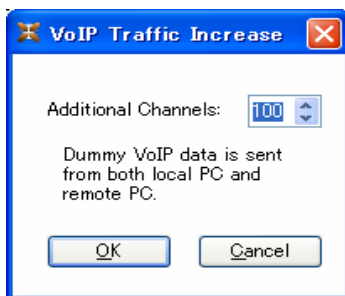 VoIP Traffic Increase
Additional Channels: 100
Dummy VoIP data is sent
from both local PC and
remote PC.
OK Cancel